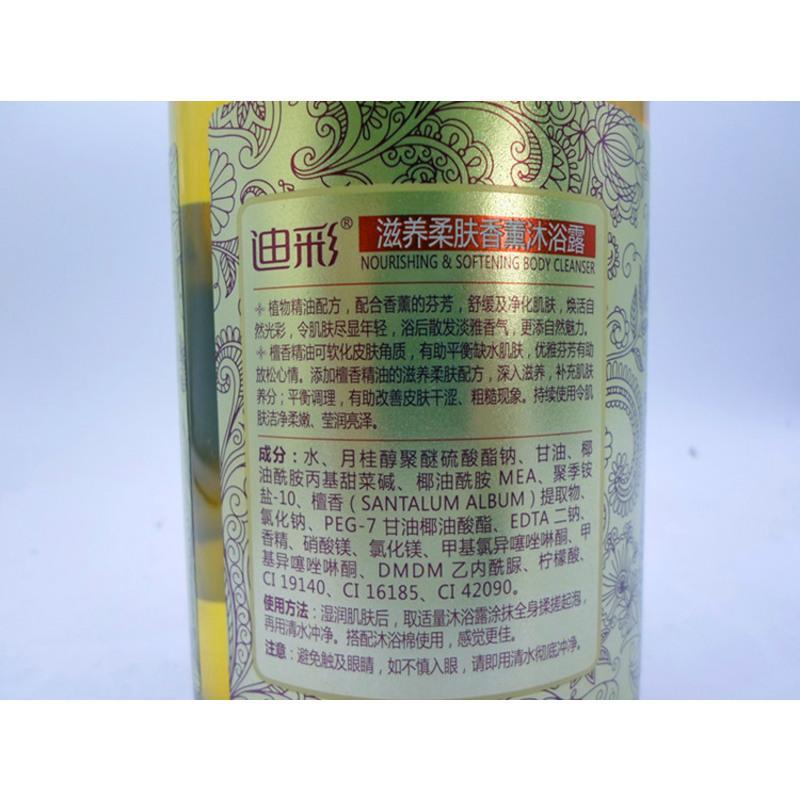 迪彩® 滋养柔肤香薰沐浴露
NOURISHING & SOFTENING BODY CLEANSER
植物精油配方，配合香薰的芬芳，舒缓及净化肌肤，焕活自
然光彩，令肌肤尽显年轻，浴后散发淡雅香气，更添自然魅力。
檀香精油可软化皮肤角质，有助平衡缺水肌肤，优雅芬芳有助
放松心情。添加檀香精油的滋养柔肤配方，深入滋养，补充肌肤
养分；平衡调理，有助改善皮肤干涩、粗糙现象。持续使用令肌
肤洁净柔嫩、莹润亮泽。
成分：水、月桂醇聚醚硫酸酯钠、甘油、椰
油酰胺丙基甜菜碱、椰油酰胺 MEA、聚季铵
盐-10、檀香（SANTALUM ALBUM）提取物、
氯化钠、PEG-7 甘油椰油酸酯、EDTA 二钠、
香精、硝酸镁、氯化镁、甲基氯异噻唑啉酮、甲
基异噻唑啉酮、DMDM 乙内酰脲、柠檬酸、
CI 19140、CI 16185、CI 42090。
使用方法：湿润肌肤后，取适量沐浴露涂抹全身揉搓起泡，
再用清水冲净。搭配沐浴棉使用，感觉更佳。
注意：避免触及眼睛，如不慎入眼，请即用清水彻底冲净。